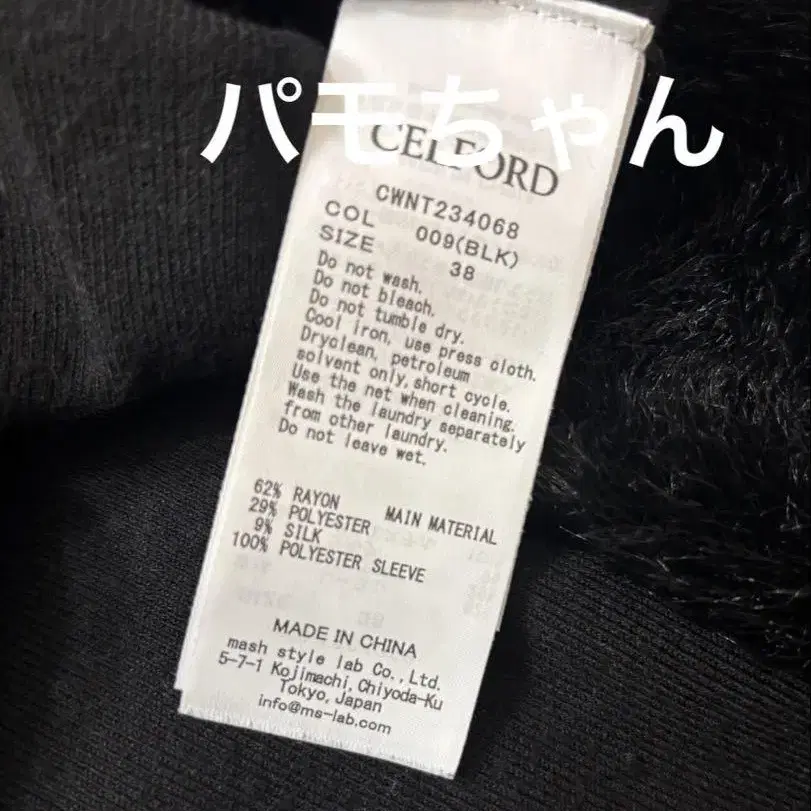 パモちゃん
CELFORD
CWNT234068
COL 009(BLK)
SIZE 38
Do not wash.
Do not bleach.
Do not tumble dry.
Cool iron, use press cloth.
Dryclean, petroleum
solvent only, short cycle.
Use the net when cleaning.
Wash the laundry separately
from other laundry.
Do not leave wet.
62% RAYON MAIN MATERIAL
29% POLYESTER
9% SILK
100% POLYESTER SLEEVE
MADE IN CHINA
mash style lab Co., Ltd.
5-7-1 Kojimachi, Chiyoda-Ku
Tokyo, Japan
info@ms-lab.com